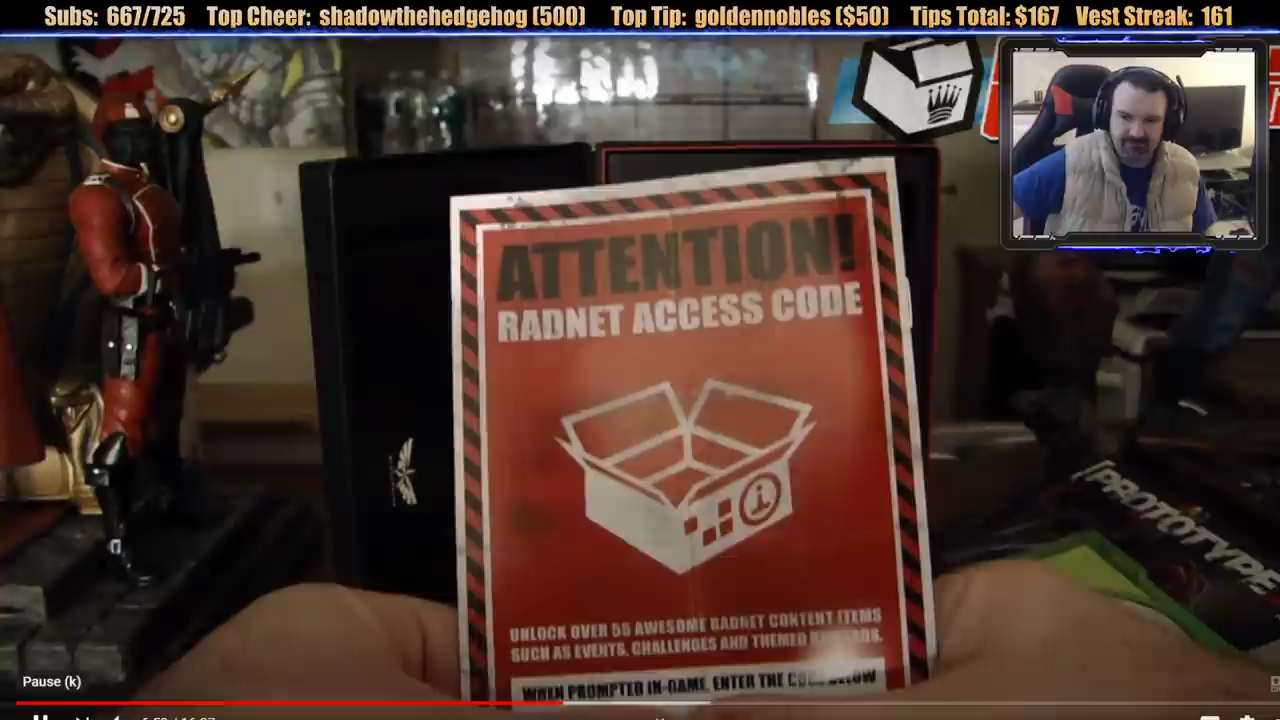 Subs: 667/725 Top Cheer: shadowthehedgehog (500) Top Tip: goldennobles ($50) Tips Total: $167 Vest Streak: 161
ATTENTION!
RADNET ACCESS CODE
UNLOCK OVER 55 AWESOME RADNET CONTENT ITEMS
SUCH AS EVENTS, CHALLENGES AND THEMED
WHEN PROMPTED IN-GAME, ENTER THE CODE BELOW
[PROTOTYPE
Pause (k)